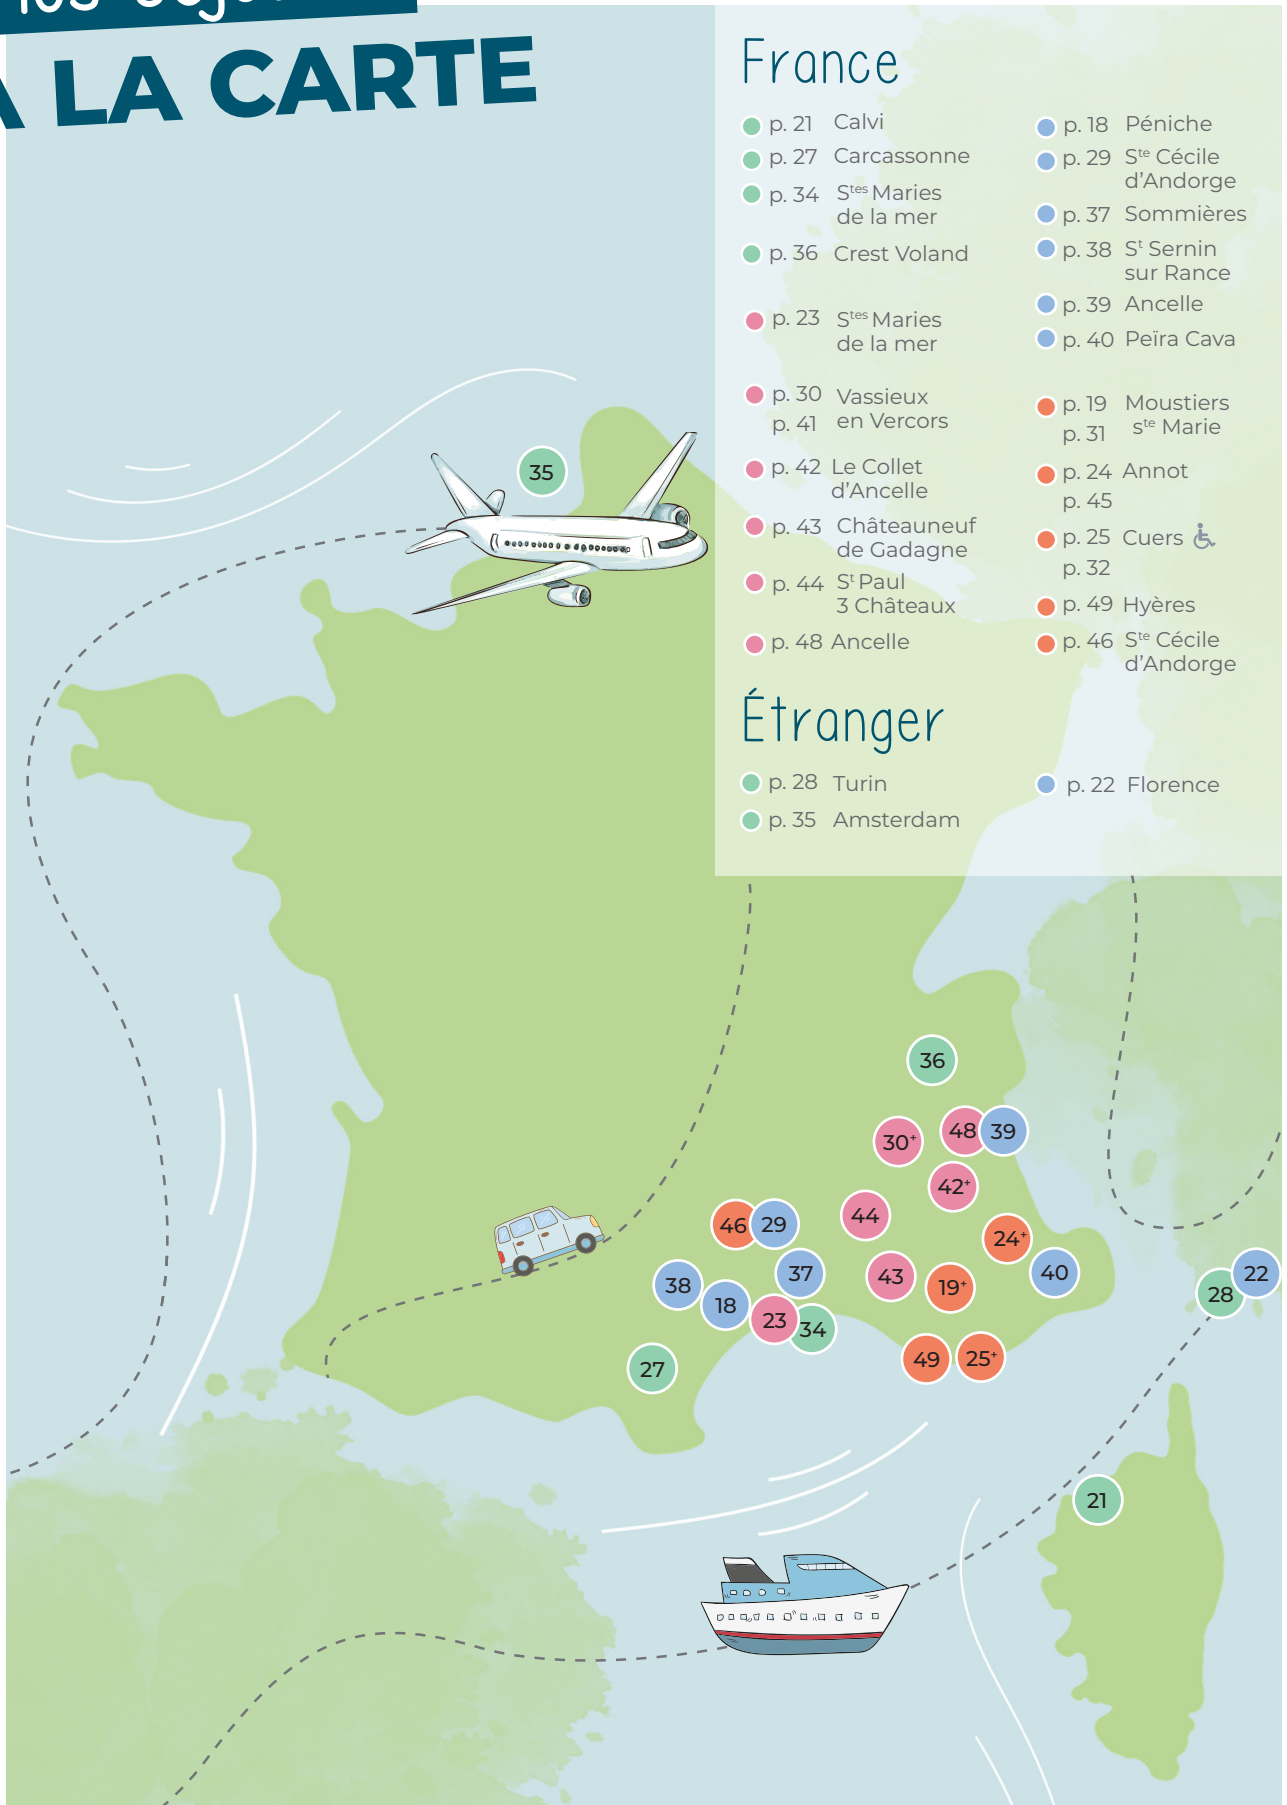 À LA CARTE
France
p. 21 Calvi
p. 27 Carcassonne
p. 34 Stes Maries
de la mer
p. 36 Crest Voland
p. 23 Stes Maries
de la mer
p. 30 Vassieux
p. 41 en Vercors
p. 42 Le Collet
d'Ancelle
p. 43 Châteauneuf
de Gadagne
p. 44 St Paul
3 Châteaux
p. 48 Ancelle
p. 18 Péniche
p. 29 Ste Cécile
d'Andorge
p. 37 Sommières
p. 38 St Sernin
sur Rance
p. 39 Ancelle
p. 40 Peïra Cava
p. 19 Moustiers
p. 31 ste Marie
p. 24 Annot
p. 45
p. 25 Cuers
p. 32
p. 49 Hyères
p. 46 Ste Cécile
d'Andorge
Étranger
p. 28 Turin
p. 35 Amsterdam
p. 22 Florence
35
36
30+
48
39
42+
44
46
29
24+
38
37
43
19+
40
18
23
34
28
22
27
49
25+
21